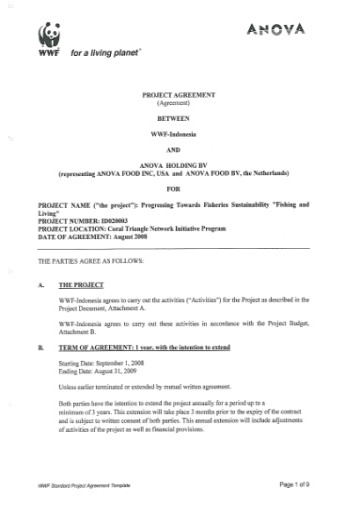 WWF for a living planet®
ANOVA
PROJECT AGREEMENT
(Agreement)
BETWEEN
WWF-Indonesia
AND
ANOVA HOLDING BV
(representing ANOVA FOOD INC, USA and ANOVA FOOD BV, the Netherlands)
FOR
PROJECT NAME ("the project"): Progressing Towards Fisheries Sustainability "Fishing and
Living"
PROJECT NUMBER: ID020003
PROJECT LOCATION: Coral Triangle Network Initiative Program
DATE OF AGREEMENT: August 2008
THE PARTIES AGREE AS FOLLOWS:
A. THE PROJECT
WWF-Indonesia agrees to carry out the activities ("Activities") for the Project as described in the
Project Document, Attachment A.
WWF-Indonesia agrees to carry out these activities in accordance with the Project Budget,
Attachment B.
B. TERM OF AGREEMENT: 1 year, with the intention to extend
Starting Date: September 1, 2008
Ending Date: August 31, 2009
Unless earlier terminated or extended by mutual written agreement.
Both parties have the intention to extend the project annually for a period up to a
minimum of 3 years. This extension will take place 3 months prior to the expiry of the contract
and is subject to written consent of both parties. This annual extension will include adjustments
of activities of the project as well as financial provisions.
WWF Standard Project Agreement Template
Page 1 of 9